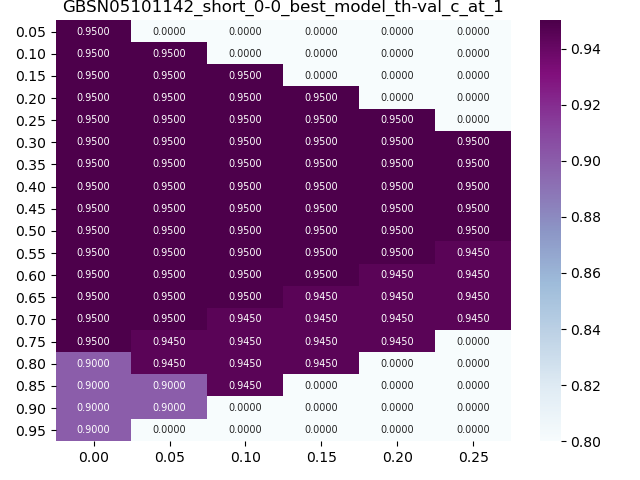 GBSN05101142_short_0-0_best_model_th-val_c_at_1
0.05 0.9500 0.0000 0.0000 0.0000 0.0000 0.0000
0.10 0.9500 0.9500 0.0000 0.0000 0.0000 0.0000
0.15 0.9500 0.9500 0.9500 0.0000 0.0000 0.0000
0.20 0.9500 0.9500 0.9500 0.9500 0.0000 0.0000
0.25 0.9500 0.9500 0.9500 0.9500 0.9500 0.0000
0.30 0.9500 0.9500 0.9500 0.9500 0.9500 0.9500
0.35 0.9500 0.9500 0.9500 0.9500 0.9500 0.9500
0.40 0.9500 0.9500 0.9500 0.9500 0.9500 0.9500
0.45 0.9500 0.9500 0.9500 0.9500 0.9500 0.9500
0.50 0.9500 0.9500 0.9500 0.9500 0.9500 0.9500
0.55 0.9500 0.9500 0.9500 0.9500 0.9500 0.9450
0.60 0.9500 0.9500 0.9500 0.9500 0.9450 0.9450
0.65 0.9500 0.9500 0.9500 0.9450 0.9450 0.9450
0.70 0.9500 0.9500 0.9450 0.9450 0.9450 0.9450
0.75 0.9500 0.9450 0.9450 0.9450 0.9450 0.0000
0.80 0.9000 0.9450 0.9450 0.9450 0.0000 0.0000
0.85 0.9000 0.9000 0.9450 0.0000 0.0000 0.0000
0.90 0.9000 0.9000 0.0000 0.0000 0.0000 0.0000
0.95 0.9000 0.0000 0.0000 0.0000 0.0000 0.0000
0.00 0.05 0.10 0.15 0.20 0.25
0.94
0.92
0.90
0.88
0.86
0.84
0.82
0.80